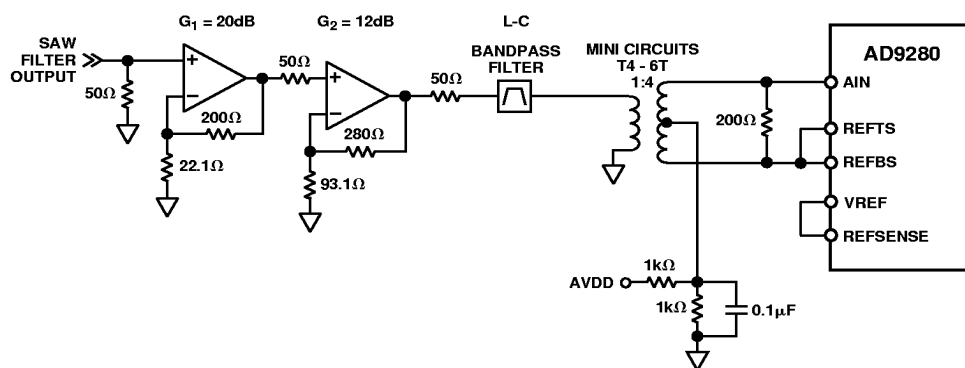 G1 = 20dB
G2 = 12dB
L-C
BANDPASS
FILTER
MINI CIRCUITS
T4 - 6T
1:4
AD9280
SAW
FILTER
OUTPUT
50Ω
200Ω
22.1Ω
50Ω
280Ω
93.1Ω
50Ω
200Ω
AIN
REFTS
REFBS
VREF
REFSENSE
AVDD
1kΩ
1kΩ
0.1μF